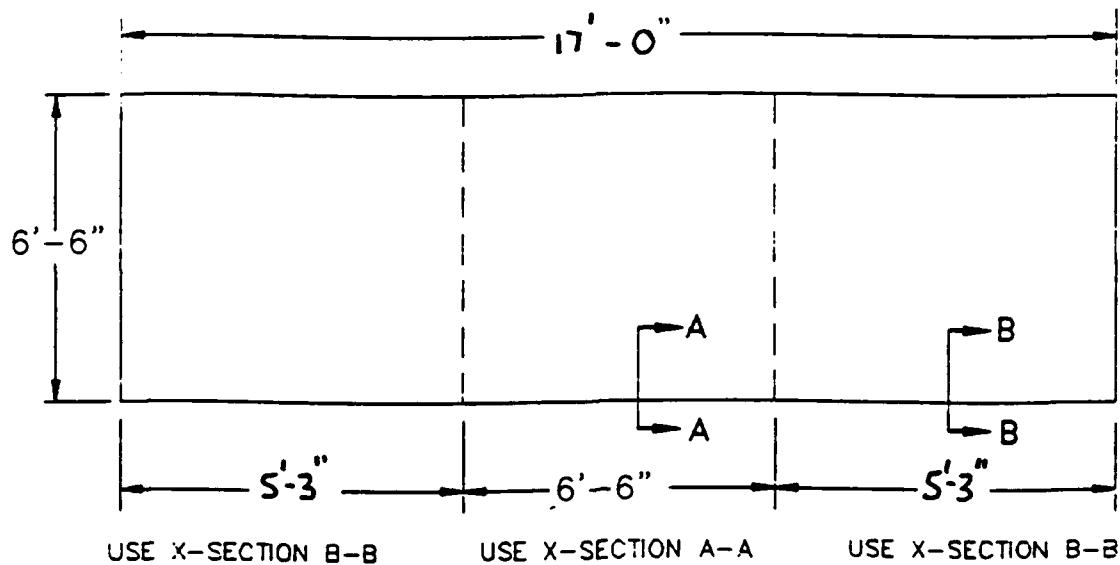 17'-0"
6'-6"
A
B
A
B
5'-3" 6'-6" 5'-3"
USE X-SECTION B-B USE X-SECTION A-A USE X-SECTION B-B